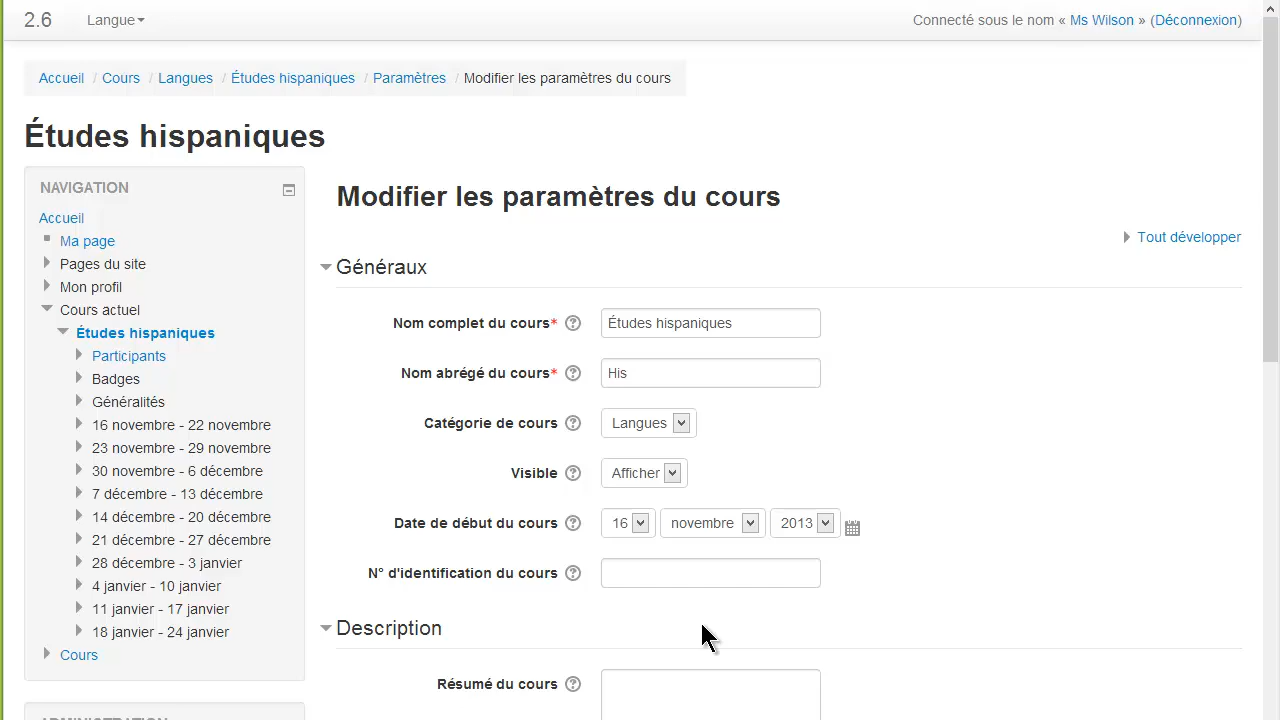 2.6 Langue Connecté sous le nom « Ms Wilson » (Déconnexion)
Accueil / Cours / Langues / Études hispaniques / Paramètres / Modifier les paramètres du cours
Études hispaniques
NAVIGATION
Accueil
Ma page
Pages du site
Mon profil
Cours actuel
Études hispaniques
Participants
Badges
Généralités
16 novembre - 22 novembre
23 novembre - 29 novembre
30 novembre - 6 décembre
7 décembre - 13 décembre
14 décembre - 20 décembre
21 décembre - 27 décembre
28 décembre - 3 janvier
4 janvier - 10 janvier
11 janvier - 17 janvier
18 janvier - 24 janvier
Cours
ADMINISTRATION
Modifier les paramètres du cours
Tout développer
Généraux
Nom complet du cours* Études hispaniques
Nom abrégé du cours* His
Catégorie de cours Langues
Visible Afficher
Date de début du cours 16 novembre 2013
N° d'identification du cours
Description
Résumé du cours